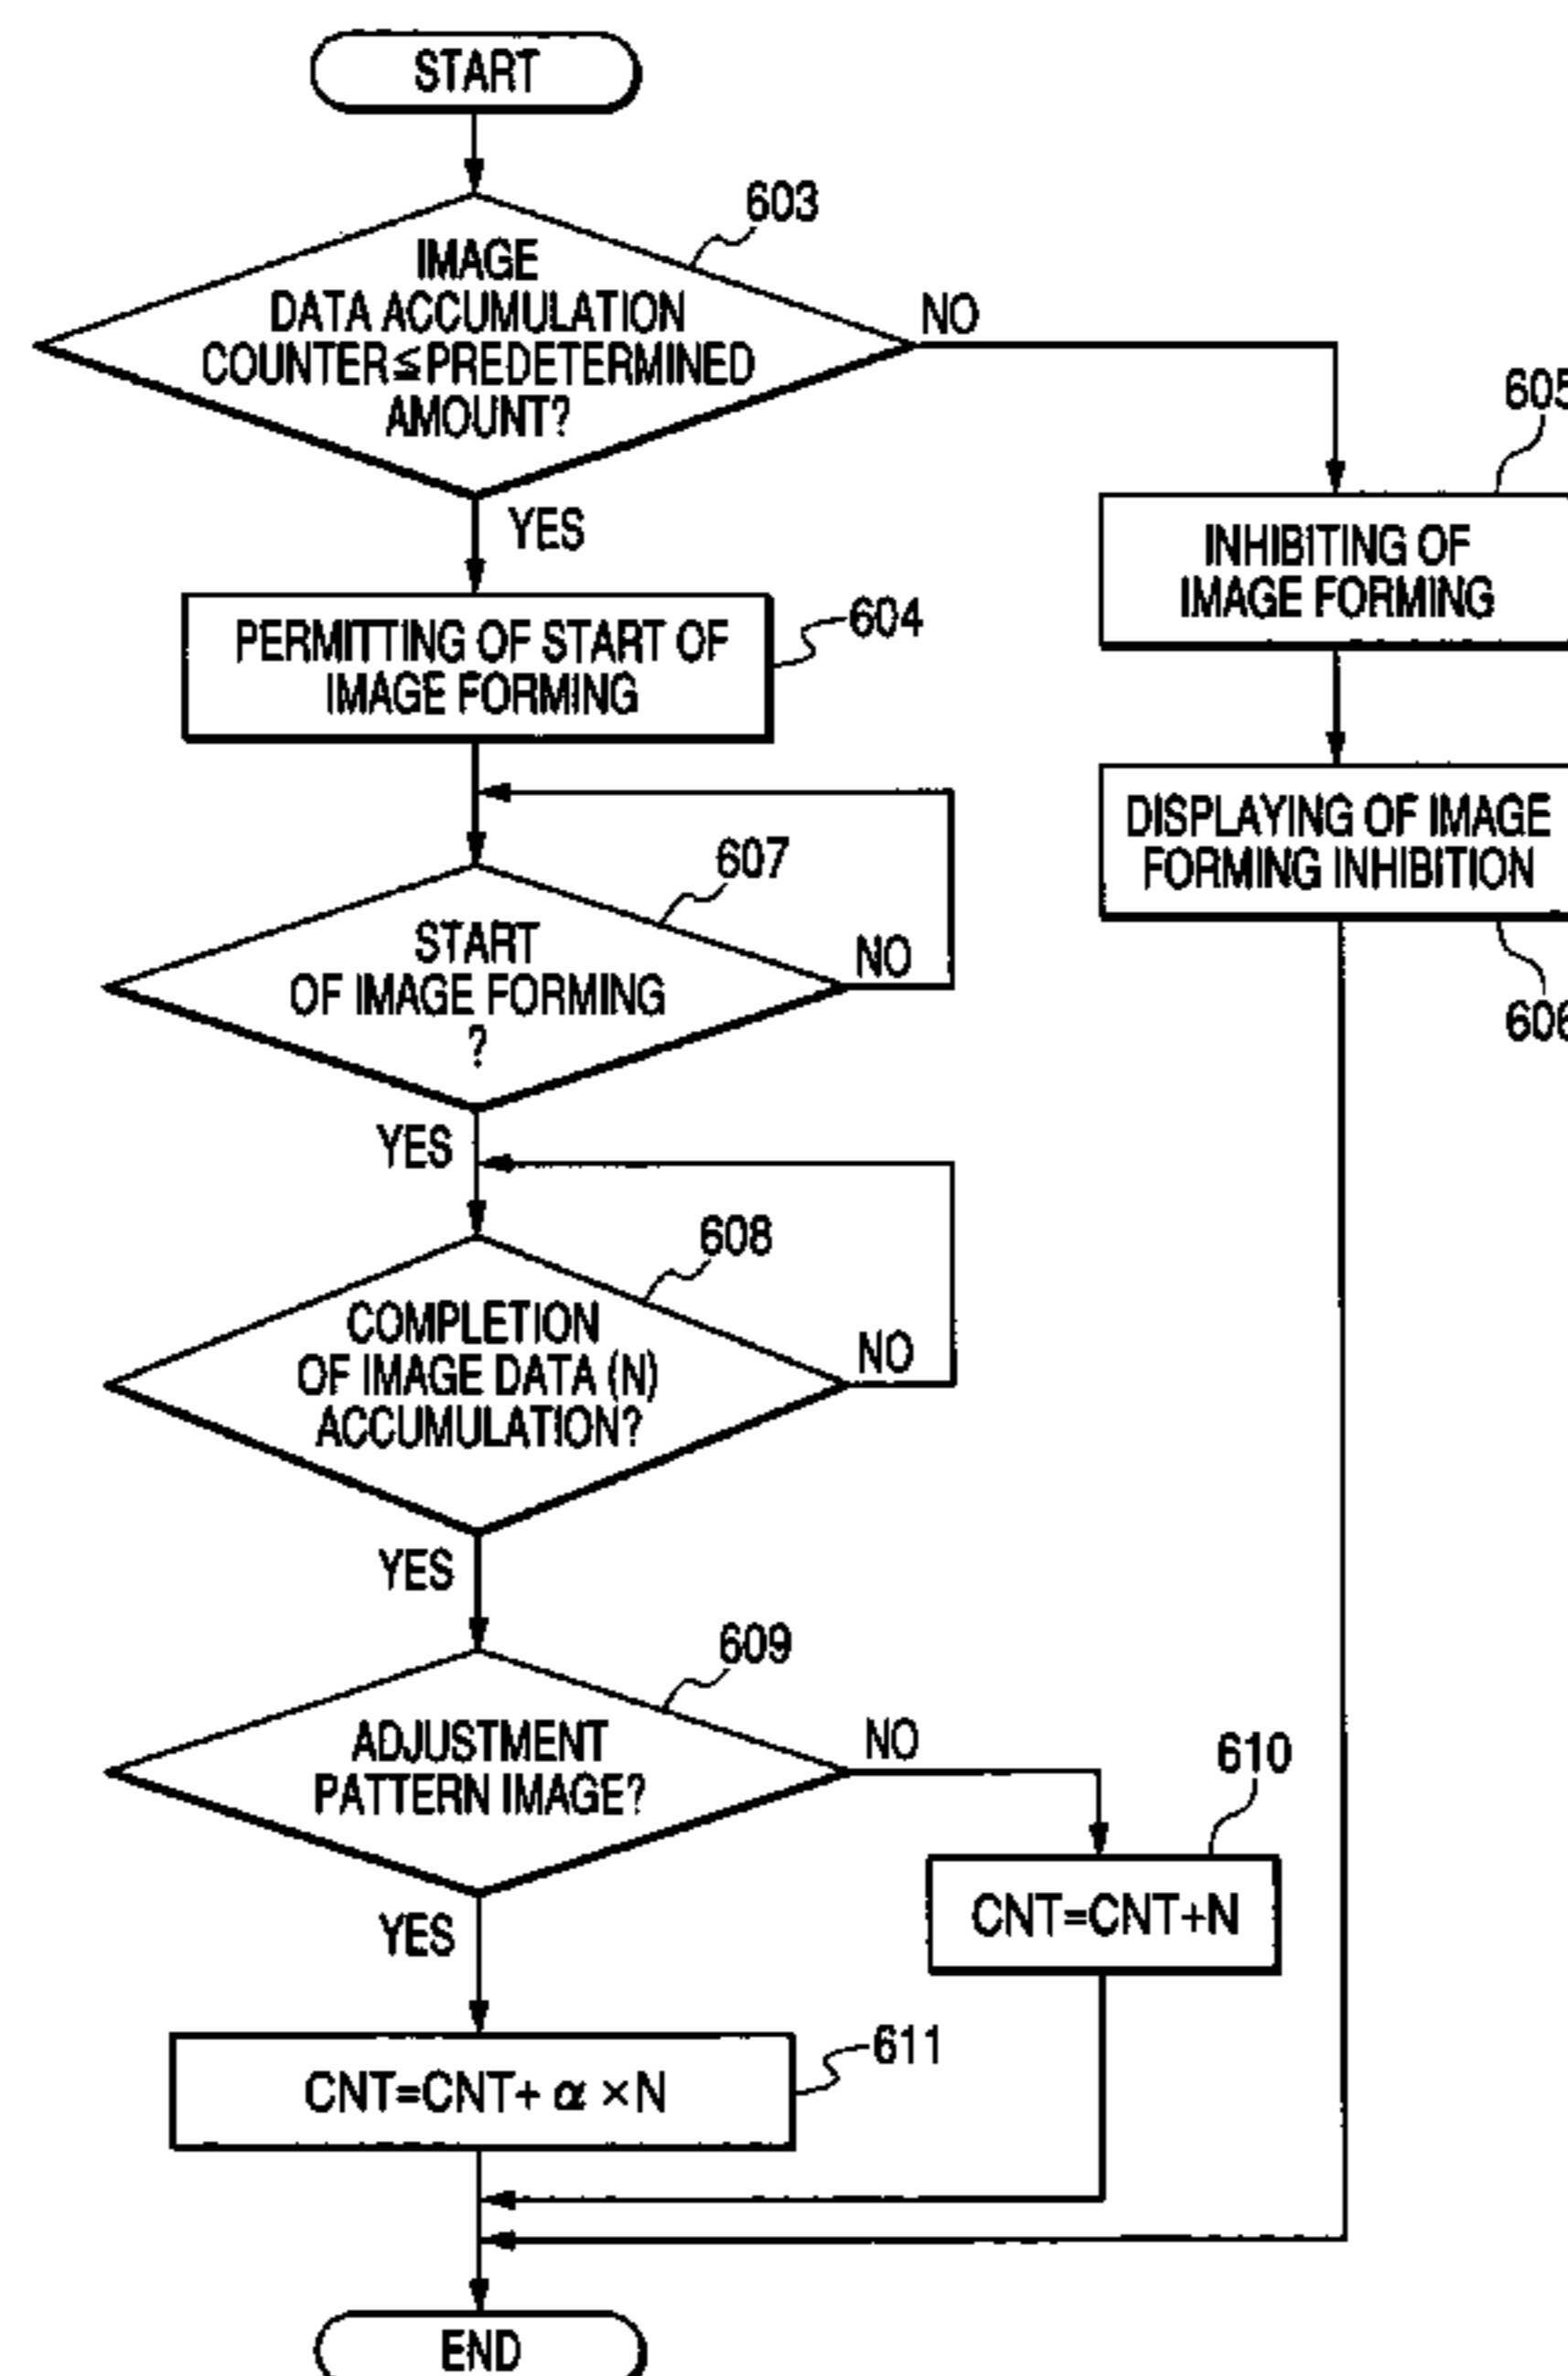 START
603
IMAGE
DATA ACCUMULATION
COUNTER≦PREDETERMINED
AMOUNT?
NO
YES
605
INHIBITING OF
IMAGE FORMING
PERMITTING OF START OF
IMAGE FORMING
604
DISPLAYING OF IMAGE
FORMING INHIBITION
606
607
START
OF IMAGE FORMING
?
NO
YES
608
COMPLETION
OF IMAGE DATA (N)
ACCUMULATION?
NO
YES
609
ADJUSTMENT
PATTERN IMAGE?
NO
YES
610
CNT=CNT+N
611
CNT=CNT+ α ×N
END